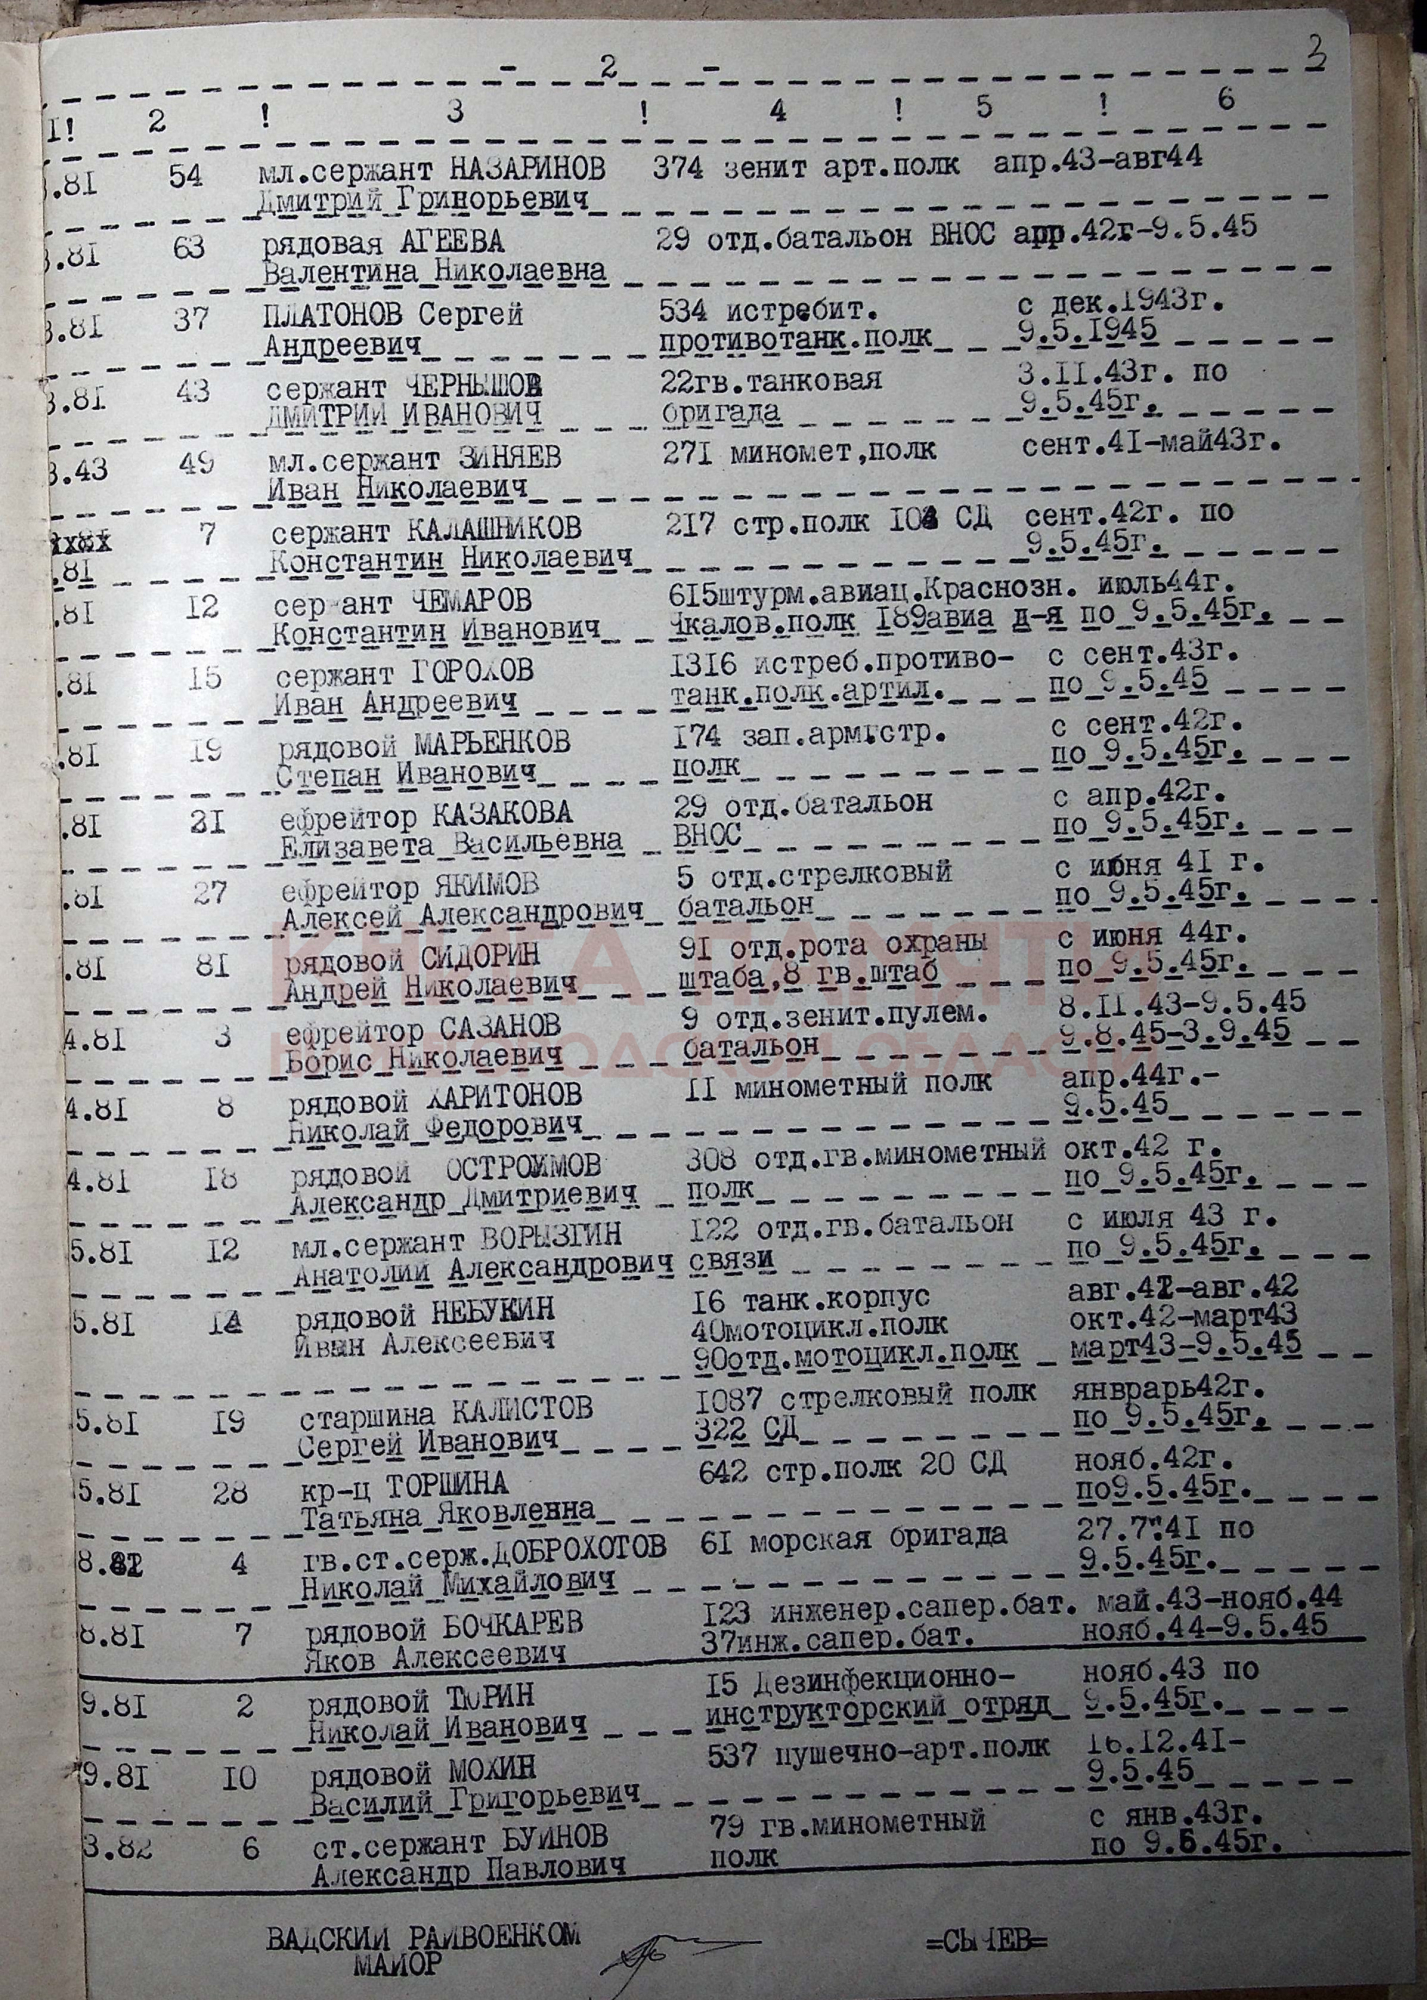 3
- 2 -
1! 2 ! 3 ! 4 ! 5 ! 6
.81 54 мл.сержант НАЗАРИНОВ 374 зенит арт.полк апр.43-авг44
Дмитрий Григорьевич
3.81 63 рядовая АГЕЕВА 29 отд.батальон ВНОС апр.42г-9.5.45
Валентина Николаевна
3.81 37 ПЛАТОНОВ Сергей 534 истребит. с дек.1943г.
Андреевич противотанк.полк 9.5.1945
3.81 43 сержант ЧЕРНЫШОВ 22гв.танковая 3.II.43г. по
ДМИТРИЙ ИВАНОВИЧ бригада 9.5.45г.
3.43 49 мл.сержант ЗИНЯЕВ 271 миномет,полк сент.41-май43г.
Иван Николаевич
7 сержант КАЛАШНИКОВ 217 стр.полк СД сент.42г. по
.81 Константин Николаевич 9.5.45г.
.81 12 сержант ЧЕМАРОВ 615штурм.авиац.Краснозн. июль44г.
Константин Иванович Чкалов.полк 189авиа д-я по 9.5.45г.
.81 15 сержант ГОРОХОВ 1316 истреб.противо- с сент.43г.
Иван Андреевич танк.полк.артил. по 9.5.45
.81 19 рядовой МАРЬЕНКОВ 174 зап.арм.стр. с сент.42г.
Степан Иванович полк по 9.5.45г.
.81 21 ефрейтор КАЗАКОВА 29 отд.батальон с апр.42г.
Елизавета Васильевна ВНОС по 9.5.45г.
.81 27 ефрейтор ЯКИМОВ 5 отд.стрелковый с июня 41 г.
Алексей Александрович батальон по 9.5.45г.
.81 81 рядовой СИДОРИН 91 отд.рота охраны с июня 44г.
Андрей Николаевич штаба,8 гв.штаб по 9.5.45г.
4.81 3 ефрейтор САЗАНОВ 9 отд.зенит.пулем. 8.II.43-9.5.45
Борис Николаевич батальон 9.8.45-3.9.45
4.81 8 рядовой ХАРИТОНОВ II минометный полк апр.44г.-
Николай Федорович 9.5.45
4.81 18 рядовой ОСТРОИМОВ 308 отд.гв.минометный окт.42 г.
Александр Дмитриевич полк по 9.5.45г.
5.81 12 мл.сержант ВОРЫЗГИН 122 отд.гв.батальон с июля 43 г.
Анатолий Александрович связи по 9.5.45г.
5.81 рядовой НЕБУКИН 16 танк.корпус авг.42-авг.42
Иван Алексеевич 40мотоцикл.полк окт.42-март43
90отд.мотоцикл.полк март43-9.5.45
5.81 19 старшина КАЛИСТОВ 1087 стрелковый полк январь42г.
Сергей Иванович 322 СД по 9.5.45г.
5.81 28 кр-ц ТОРШИНА 642 стр.полк 20 СД нояб.42г.
Татьяна Яковлевна по9.5.45г.
4 гв.ст.серж.ДОБРОХОТОВ 61 морская бригада 27.7.41 по
Николай Михайлович 9.5.45г.
8.81 7 рядовой БОЧКАРЕВ 123 инженер.сапер.бат. май.43-нояб.44
Яков Алексеевич 37инж.сапер.бат. нояб.44-9.5.45
9.81 2 рядовой ТЮРИН 15 Дезинфекционно- нояб.43 по
Николай Иванович инструкторский отряд 9.5.45г.
9.81 10 рядовой МОХИН 537 пушечно-арт.полк 16.12.41-
Василий Григорьевич 9.5.45
3.82 6 ст.сержант БУЙНОВ 79 гв.минометный с янв.43г.
Александр Павлович полк по 9.5.45г.
ВАДСКИЙ РАЙВОЕНКОМ =СЫЧЕВ=
МАЙОР
КНИГА ПАМЯТИ
НИЖЕГОРОДСКОЙ ОБЛАСТИ